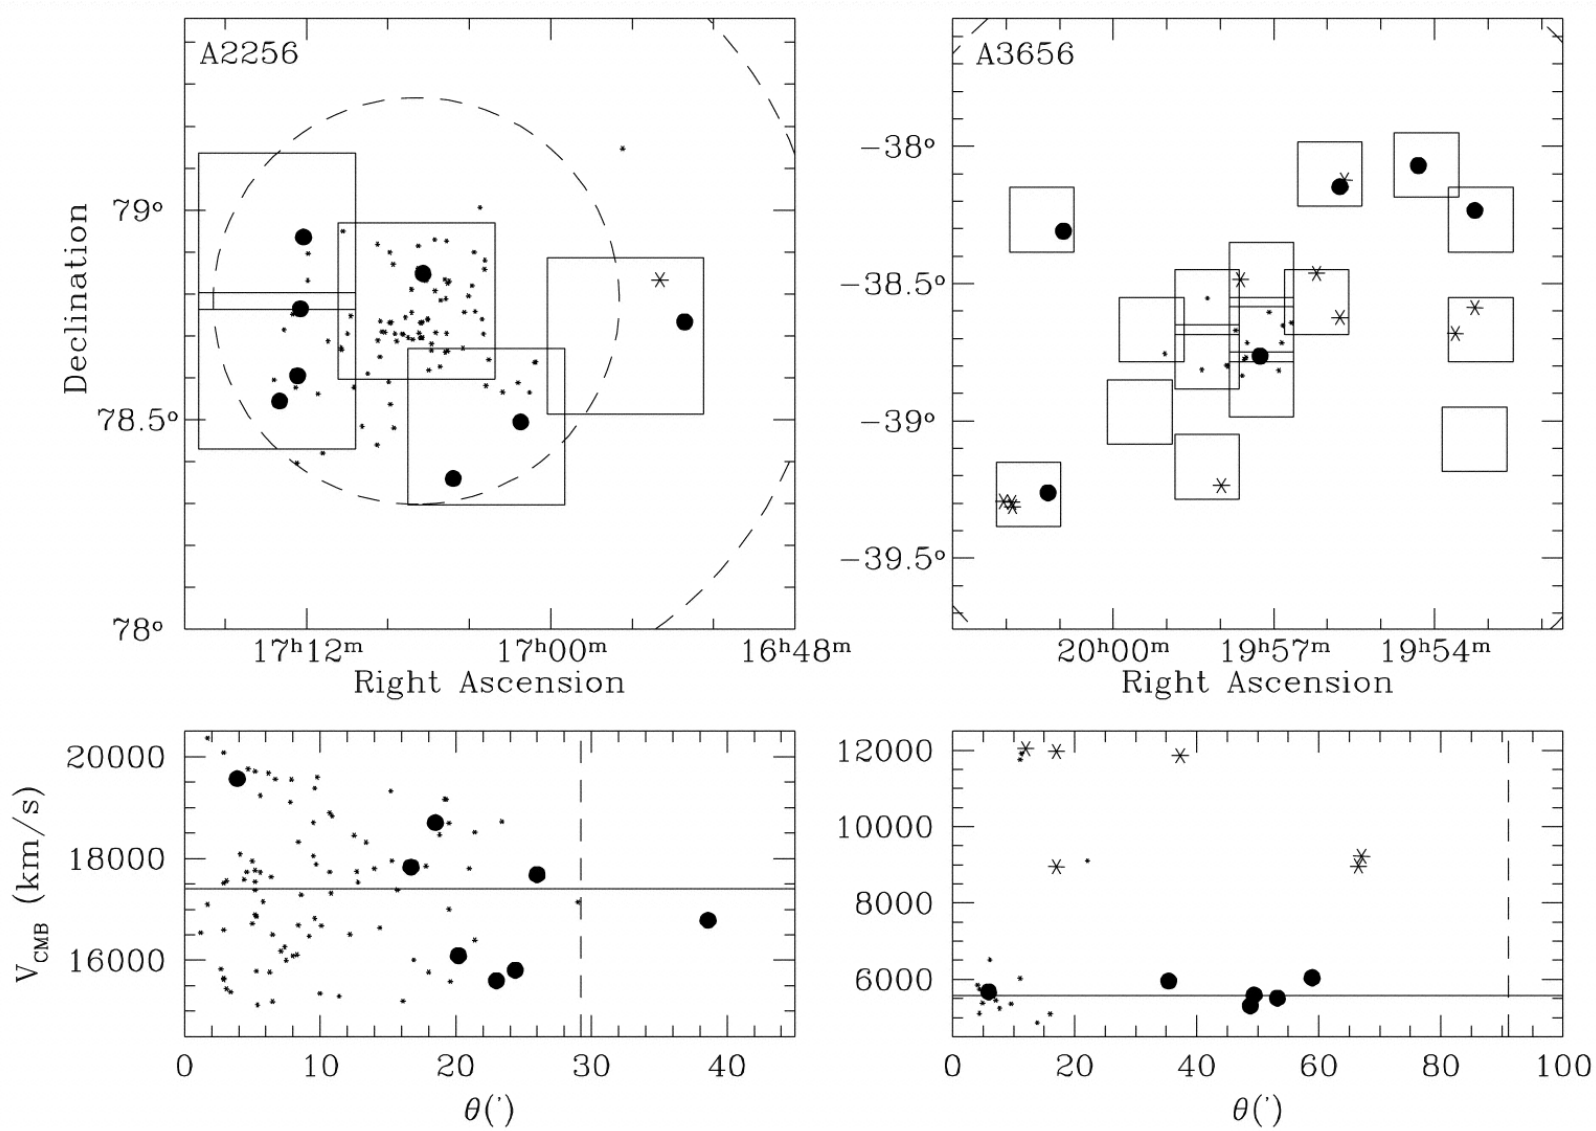 A2256
79°
78.5°
78°
Declination
17ʰ12ᵐ 17ʰ00ᵐ 16ʰ48ᵐ
Right Ascension
A3656
−38°
−38.5°
−39°
−39.5°
20ʰ00ᵐ 19ʰ57ᵐ 19ʰ54ᵐ
Right Ascension
20000
18000
16000
V_CMB (km/s)
0 10 20 30 40
θ(')
12000
10000
8000
6000
0 20 40 60 80 100
θ(')